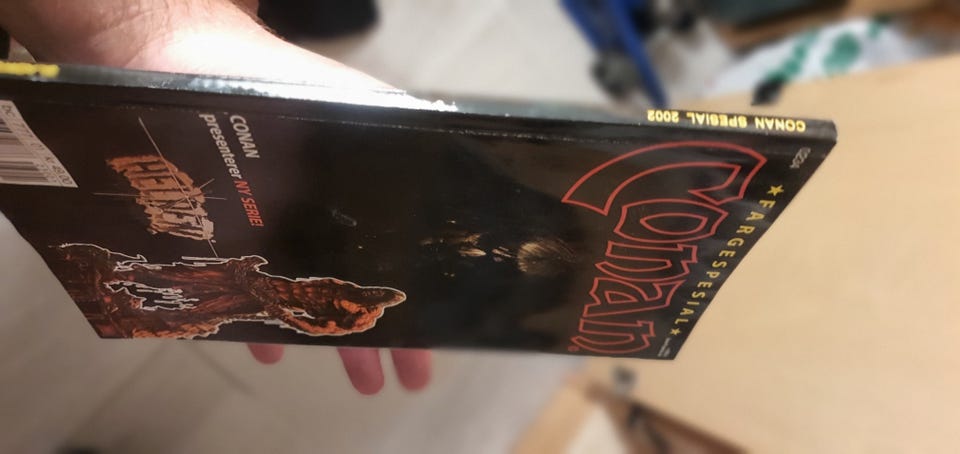 CONAN SPESIAL 2002
★FARGESPESIAL★
Conan
CONAN
presenterer NY SERIE!